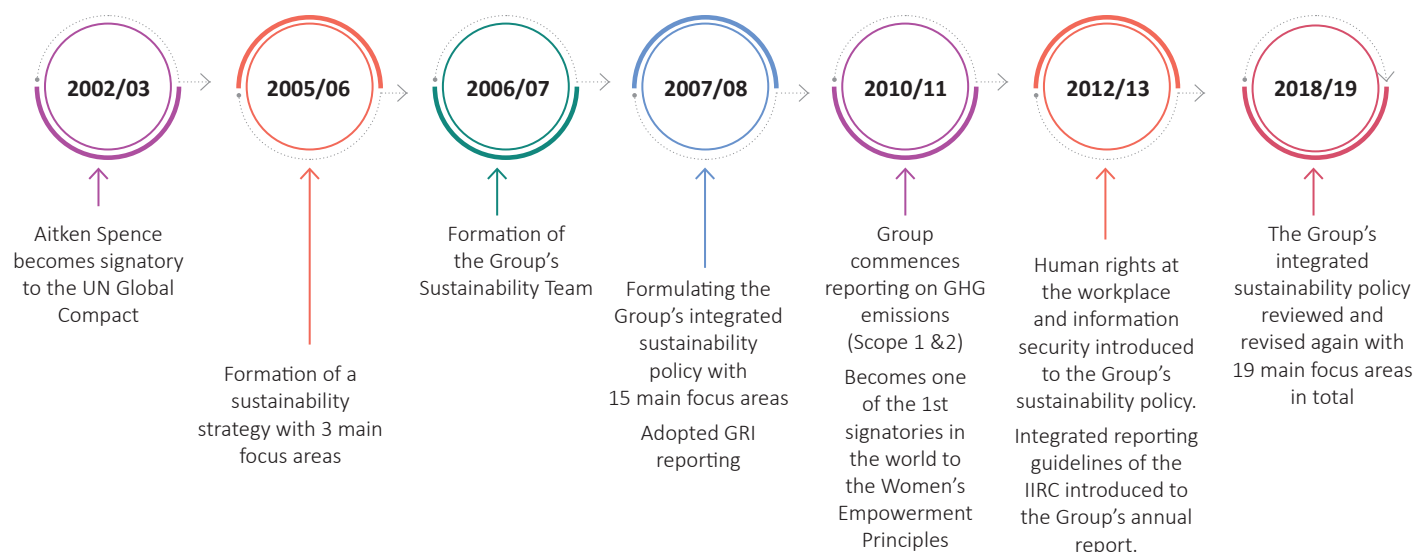 2002/03
Aitken Spence
becomes signatory
to the UN Global
Compact
2005/06
Formation of a
sustainability
strategy with 3 main
focus areas
2006/07
Formation of
the Group's
Sustainability Team
2007/08
Formulating the
Group's integrated
sustainability
policy with
15 main focus areas
Adopted GRI
reporting
2010/11
Group
commences
reporting on GHG
emissions
(Scope 1 &2)
Becomes one
of the 1st
signatories in
the world to
the Women's
Empowerment
Principles
2012/13
Human rights at
the workplace
and information
security introduced
to the Group's
sustainability policy.
Integrated reporting
guidelines of the
IIRC introduced to
the Group's annual
report.
2018/19
The Group's
integrated
sustainability policy
reviewed and
revised again with
19 main focus areas
in total